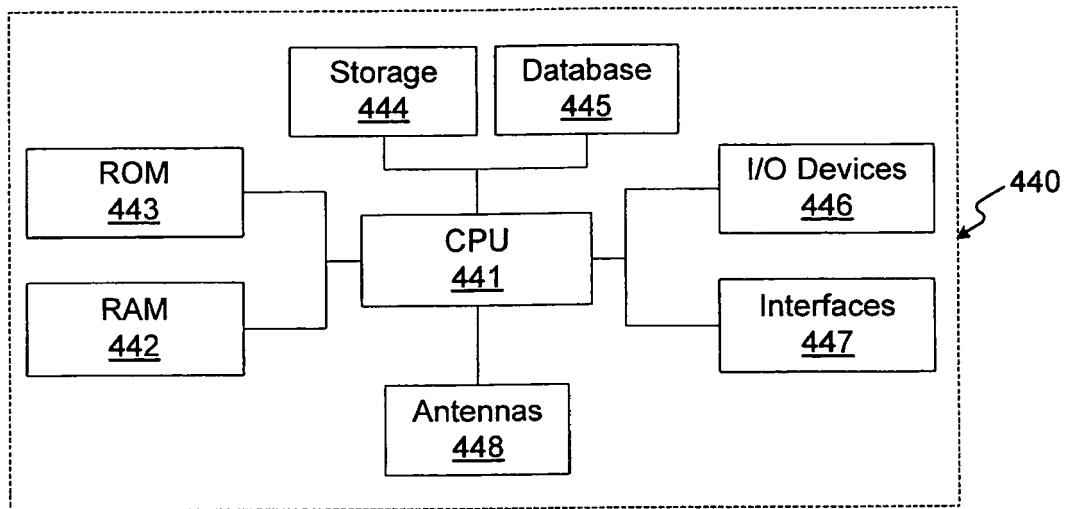 Storage
444
Database
445
ROM
443
I/O Devices
446
440
CPU
441
RAM
442
Interfaces
447
Antennas
448